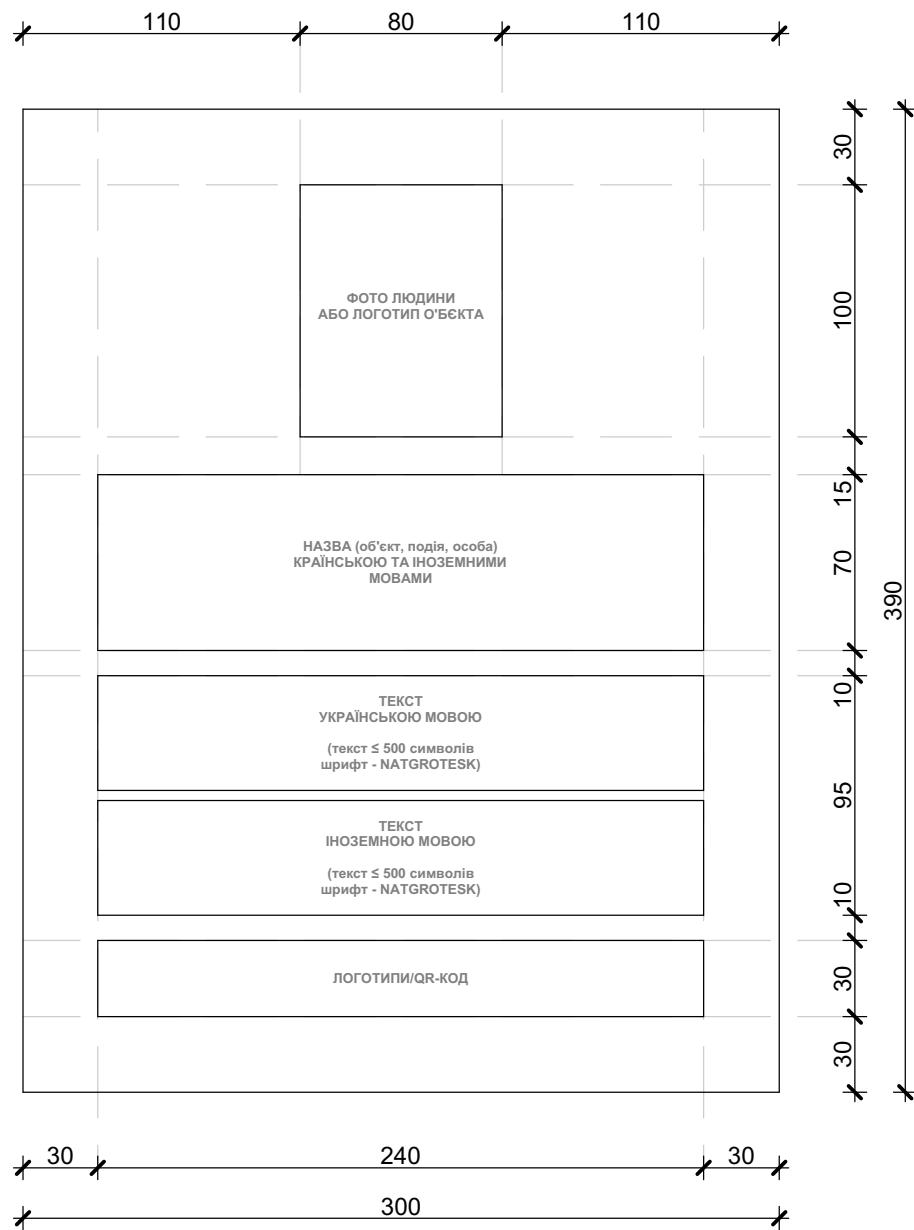 110
80
110
30
ФОТО ЛЮДИНИ
АБО ЛОГОТИП О'БЄКТА
100
15
НАЗВА (об'єкт, подія, особа)
КРАЇНСЬКОЮ ТА ІНОЗЕМНИМИ
МОВАМИ
70
390
10
ТЕКСТ
УКРАЇНСЬКОЮ МОВОЮ
(текст ≤ 500 символів
шрифт - NATGROTESK)
95
ТЕКСТ
ІНОЗЕМНОЮ МОВОЮ
(текст ≤ 500 символів
шрифт - NATGROTESK)
10
ЛОГОТИПИ/QR-КОД
30
30
30
240
30
300